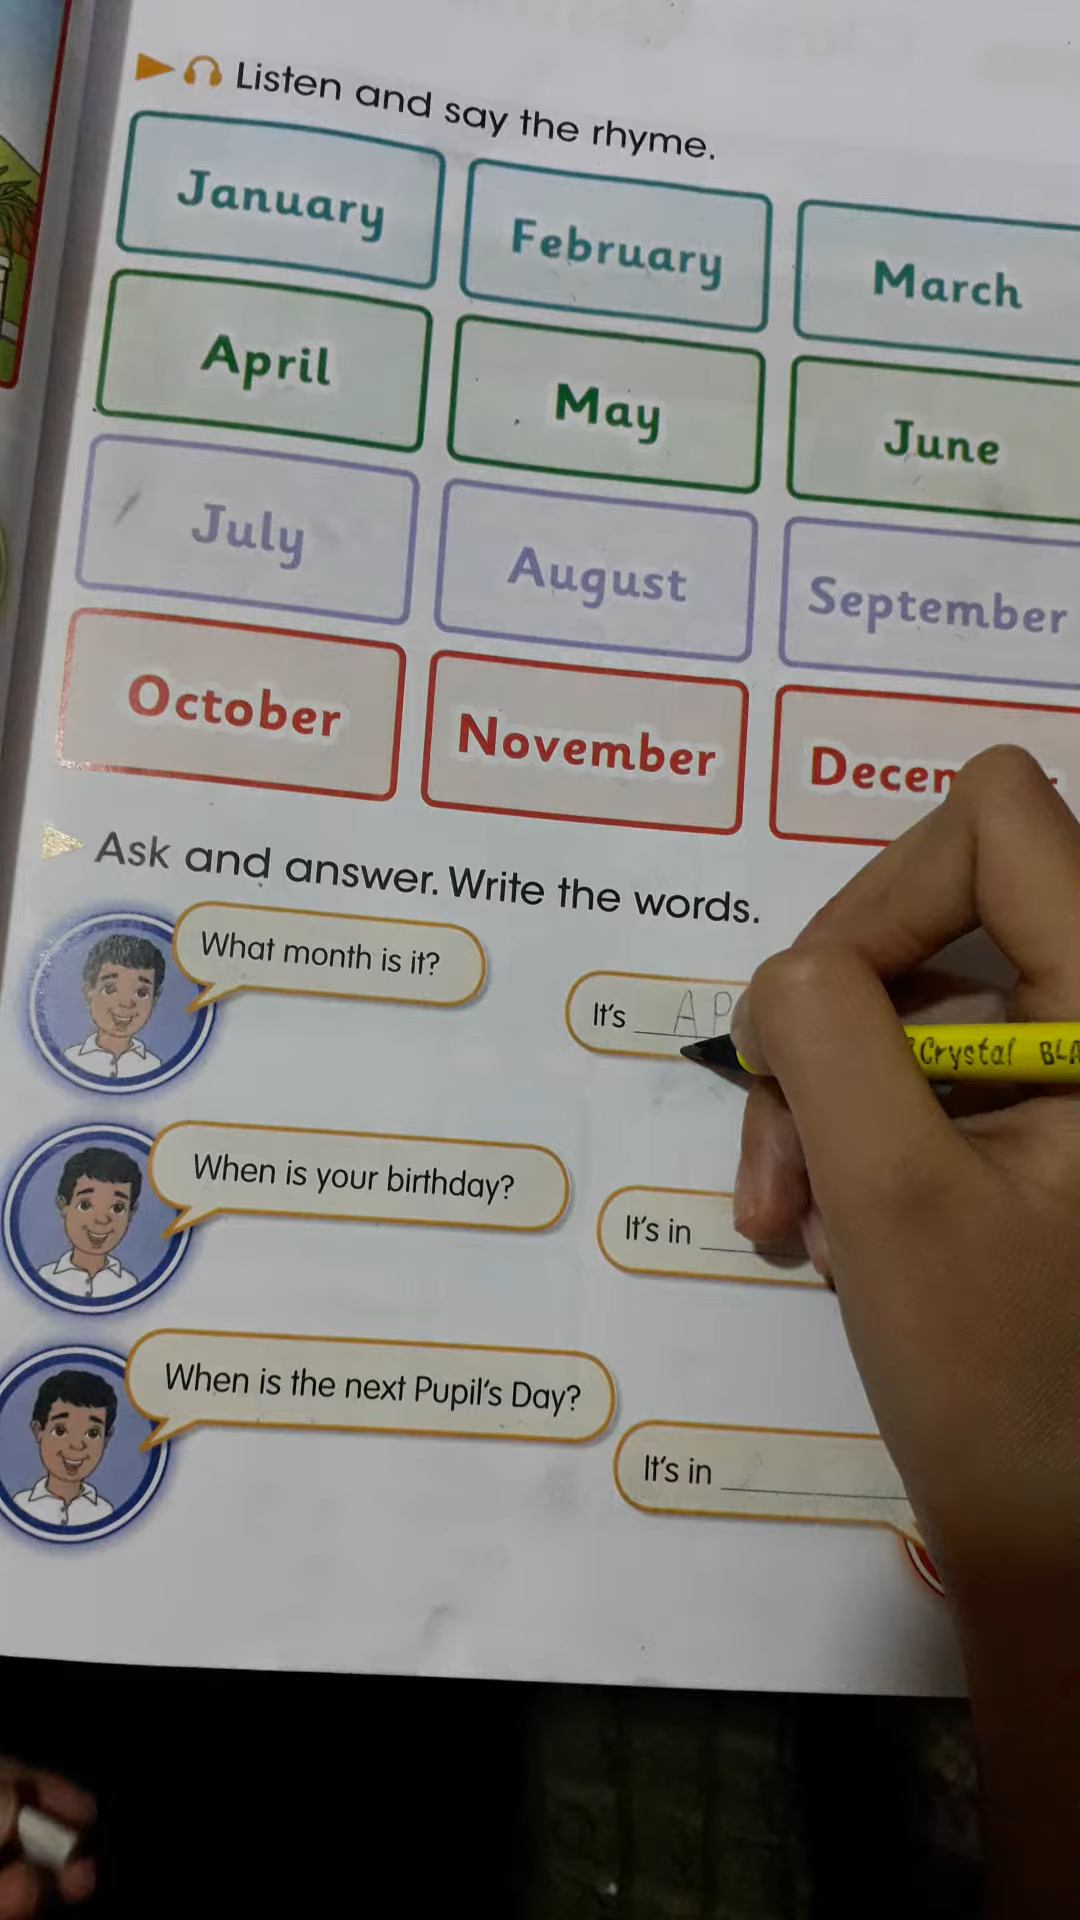 Listen and say the rhyme.
January February March
April May June
July August September
October November
Ask and answer. Write the words.
What month is it?
It's AP
When is your birthday?
It's in
When is the next Pupil's Day?
It's in
Crystal